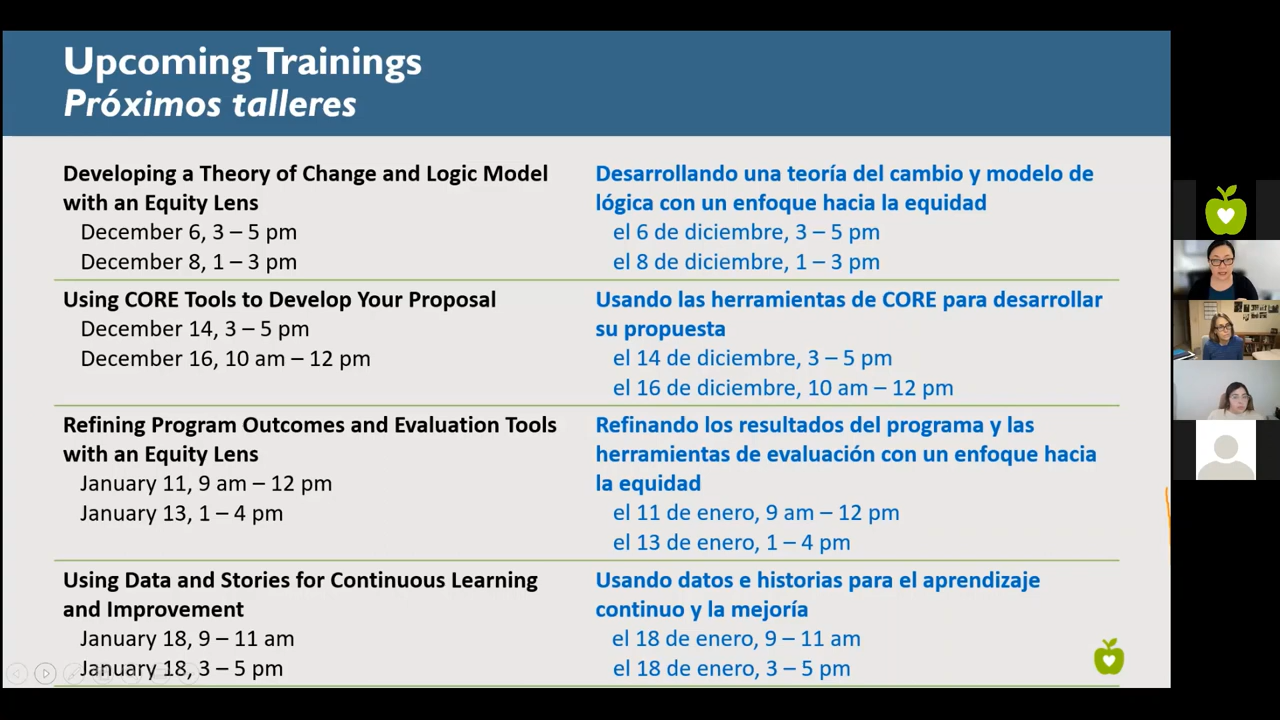 Upcoming Trainings
Próximos talleres
Developing a Theory of Change and Logic Model
with an Equity Lens
December 6, 3 – 5 pm
December 8, 1 – 3 pm
Desarrollando una teoría del cambio y modelo de
lógica con un enfoque hacia la equidad
el 6 de diciembre, 3 – 5 pm
el 8 de diciembre, 1 – 3 pm
Using CORE Tools to Develop Your Proposal
December 14, 3 – 5 pm
December 16, 10 am – 12 pm
Usando las herramientas de CORE para desarrollar
su propuesta
el 14 de diciembre, 3 – 5 pm
el 16 de diciembre, 10 am – 12 pm
Refining Program Outcomes and Evaluation Tools
with an Equity Lens
January 11, 9 am – 12 pm
January 13, 1 – 4 pm
Refinando los resultados del programa y las
herramientas de evaluación con un enfoque hacia
la equidad
el 11 de enero, 9 am – 12 pm
el 13 de enero, 1 – 4 pm
Using Data and Stories for Continuous Learning
and Improvement
January 18, 9 – 11 am
January 18, 3 – 5 pm
Usando datos e historias para el aprendizaje
continuo y la mejoría
el 18 de enero, 9 – 11 am
el 18 de enero, 3 – 5 pm